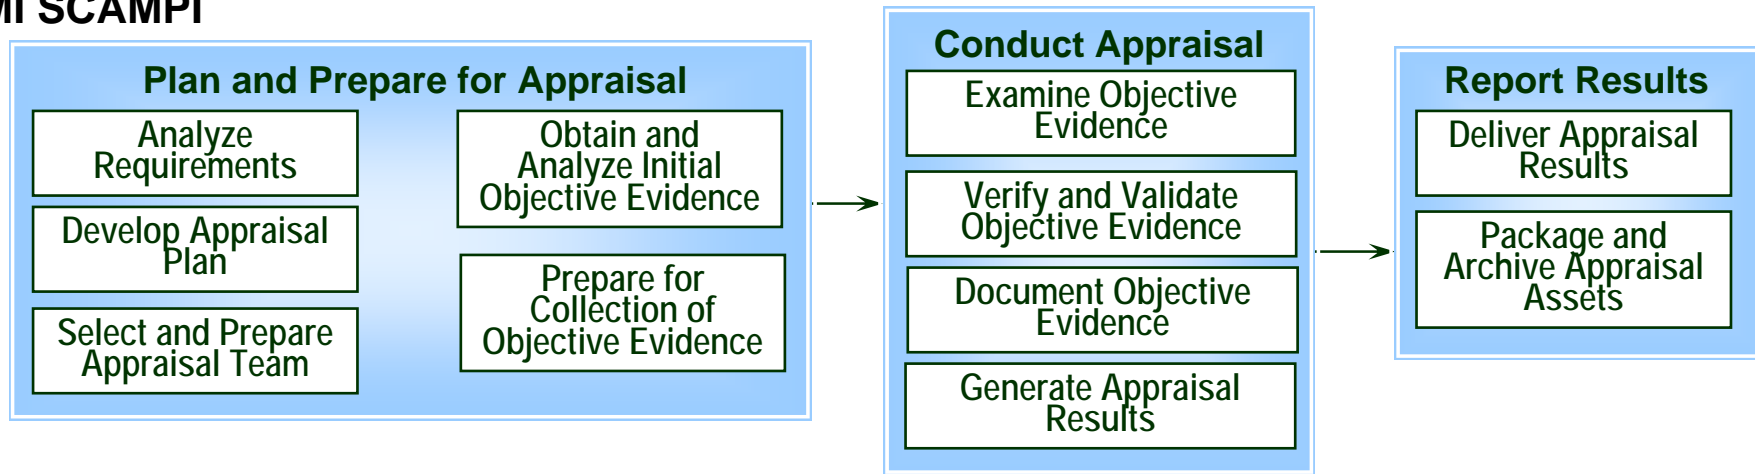 MI SCAMPI
Plan and Prepare for Appraisal
Analyze
Requirements
Develop Appraisal
Plan
Select and Prepare
Appraisal Team
Obtain and
Analyze Initial
Objective Evidence
Prepare for
Collection of
Objective Evidence
Conduct Appraisal
Examine Objective
Evidence
Verify and Validate
Objective Evidence
Document Objective
Evidence
Generate Appraisal
Results
Report Results
Deliver Appraisal
Results
Package and
Archive Appraisal
Assets